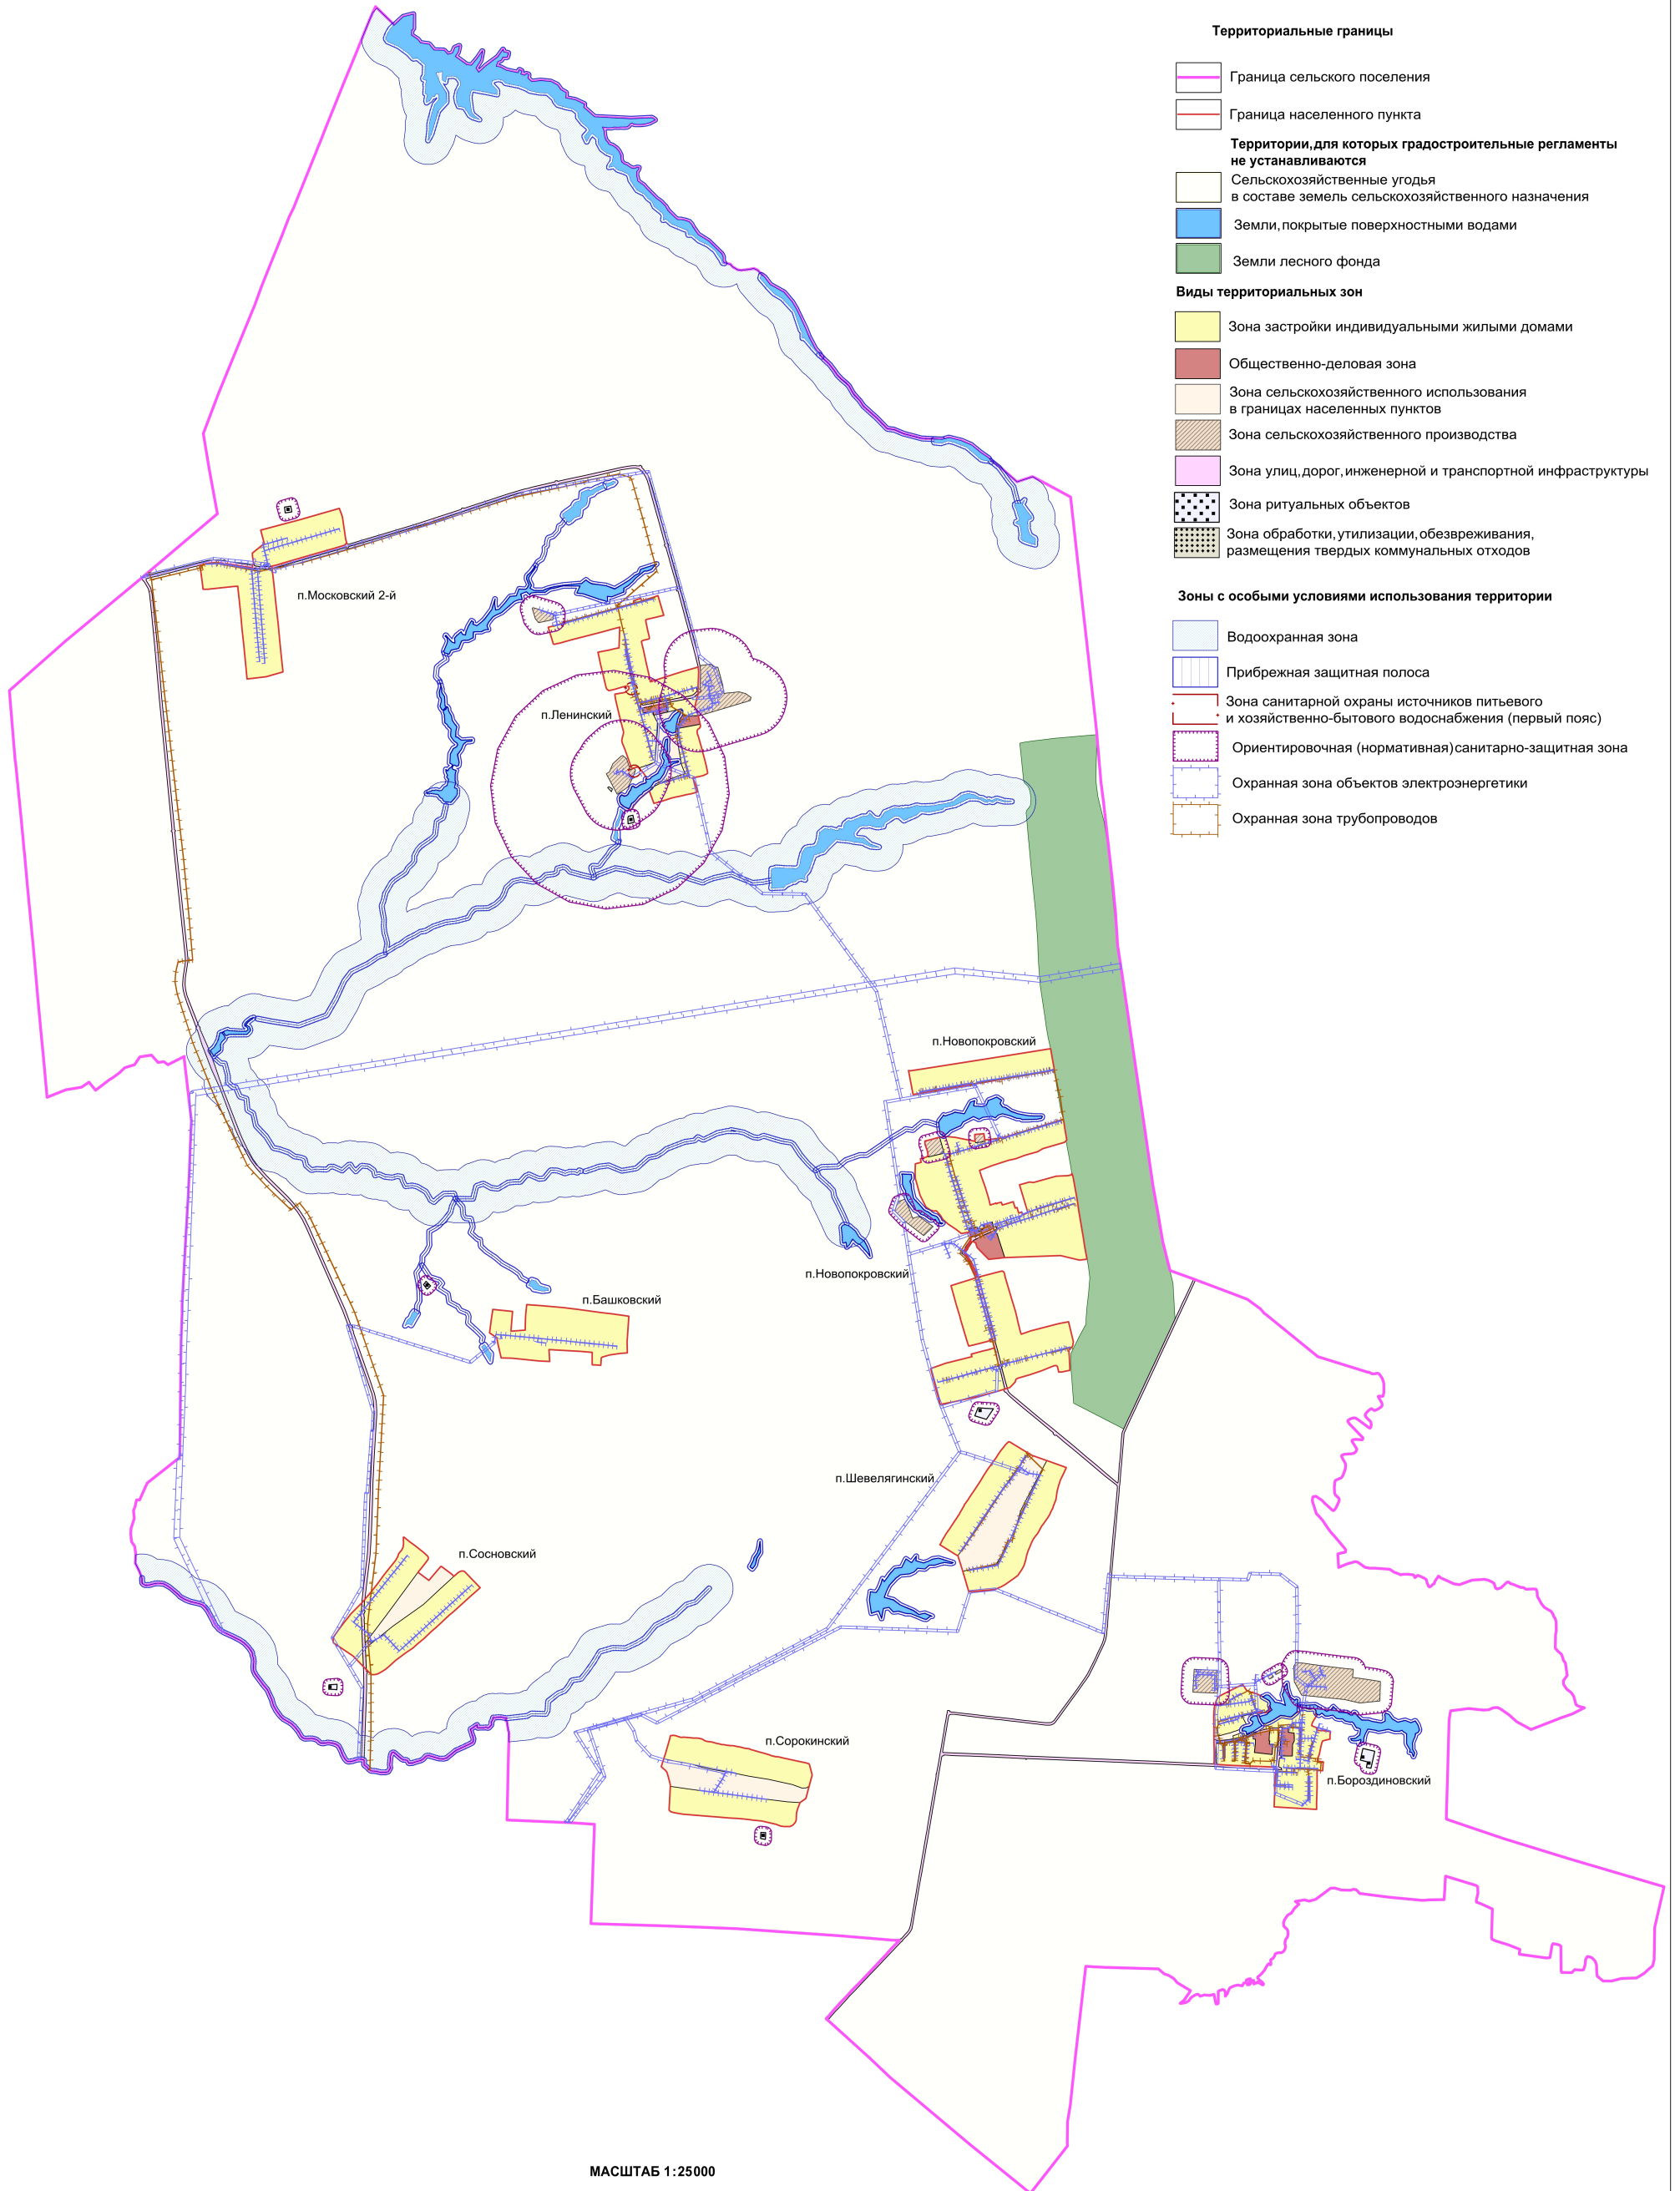 Территориальные границы
Граница сельского поселения
Граница населенного пункта
Территории,для которых градостроительные регламенты
не устанавливаются
Сельскохозяйственные угодья
в составе земель сельскохозяйственного назначения
Земли,покрытые поверхностными водами
Земли лесного фонда
Виды территориальных зон
Зона застройки индивидуальными жилыми домами
Общественно-деловая зона
Зона сельскохозяйственного использования
в границах населенных пунктов
Зона сельскохозяйственного производства
Зона улиц,дорог,инженерной и транспортной инфраструктуры
Зона ритуальных объектов
Зона обработки,утилизации,обезвреживания,
размещения твердых коммунальных отходов
Зоны с особыми условиями использования территории
Водоохранная зона
Прибрежная защитная полоса
Зона санитарной охраны источников питьевого
и хозяйственно-бытового водоснабжения (первый пояс)
Ориентировочная (нормативная)санитарно-защитная зона
Охранная зона объектов электроэнергетики
Охранная зона трубопроводов
п.Московский 2-й
п.Ленинский
п.Новопокровский
п.Новопокровский
п.Башковский
п.Шевелягинский
п.Сосновский
п.Сорокинский
п.Бороздиновский
МАСШТАБ 1:25000